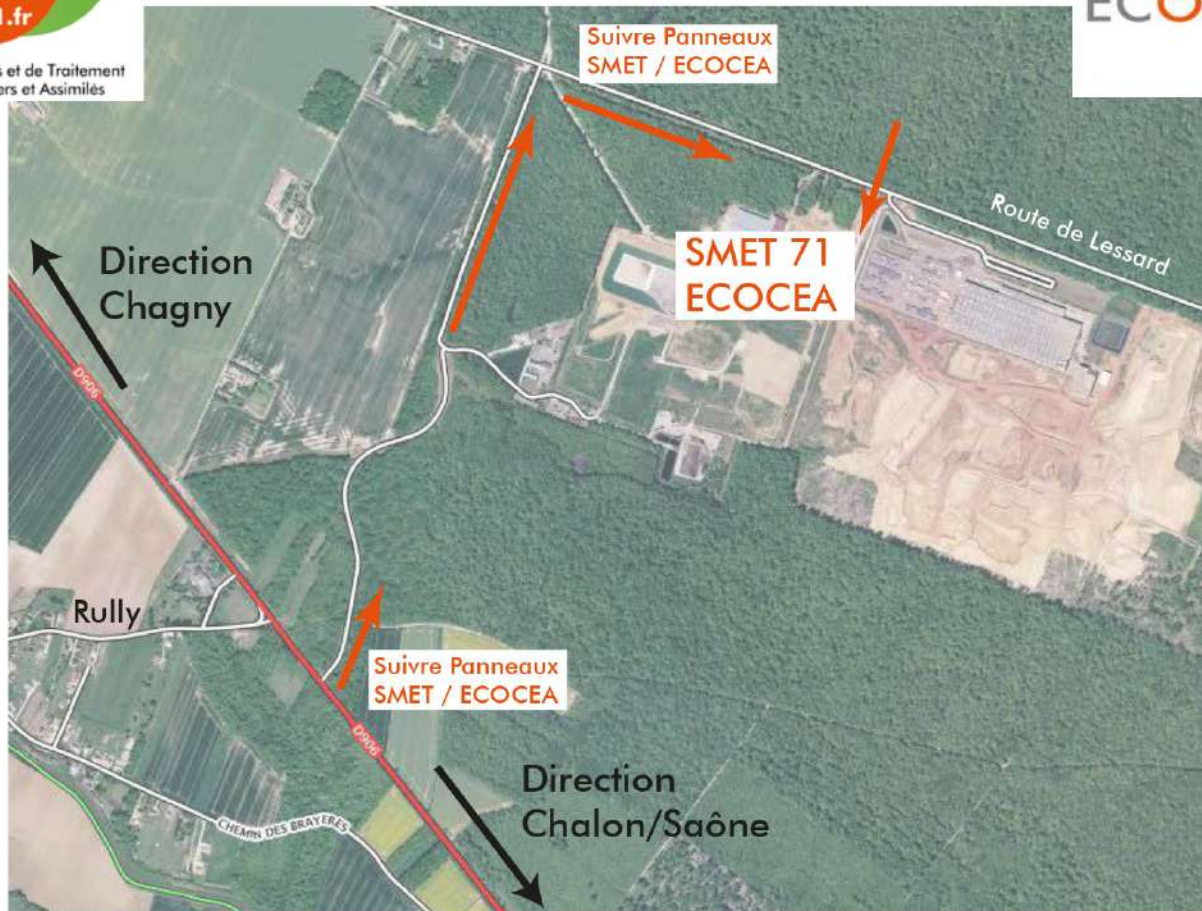 1.fr
s et de Traitement
ers et Assimilés
ECO
Suivre Panneaux
SMET / ECOCEA
Route de Lessard
SMET 71
ECOCEA
Direction
Chagny
D906
Rully
Suivre Panneaux
SMET / ECOCEA
D906
Direction
Chalon/Saône
CHEMIN DES BRAYERES